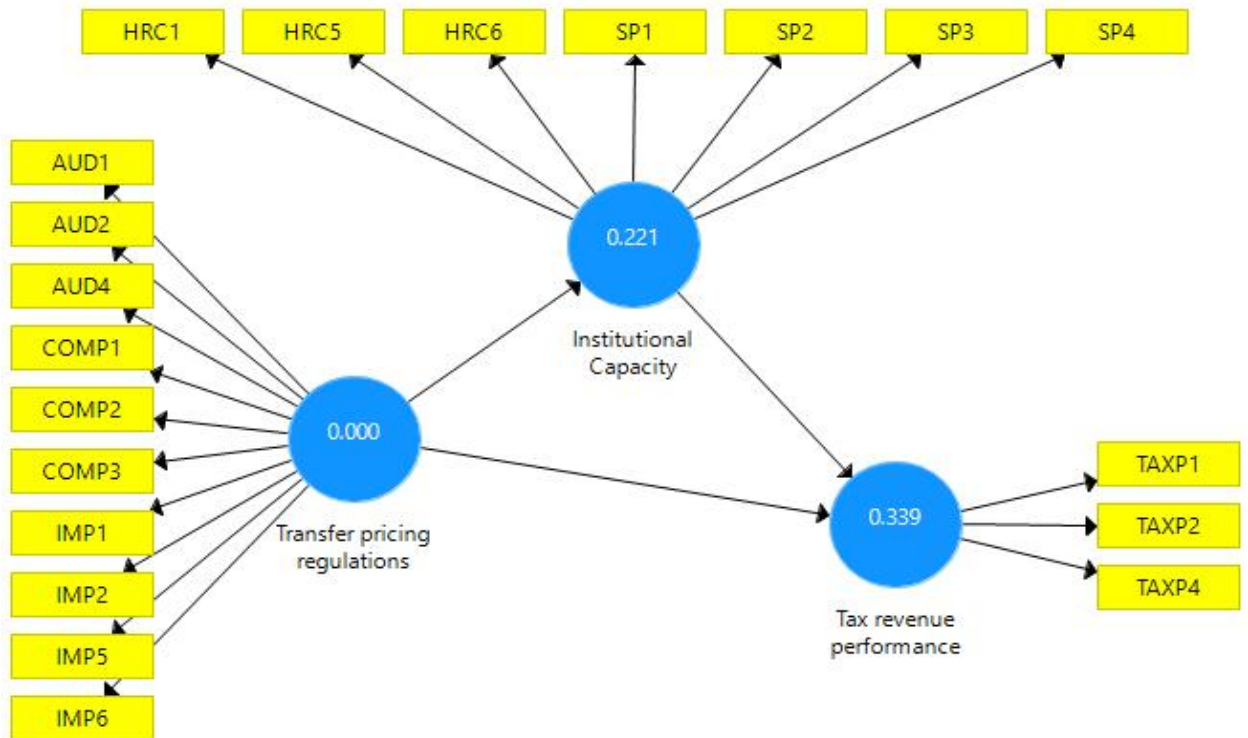 HRC1
HRC5
HRC6
SP1
SP2
SP3
SP4
AUD1
AUD2
AUD4
COMP1
COMP2
COMP3
IMP1
IMP2
IMP5
IMP6
0.221
Institutional
Capacity
0.000
Transfer pricing
regulations
0.339
Tax revenue
performance
TAXP1
TAXP2
TAXP4